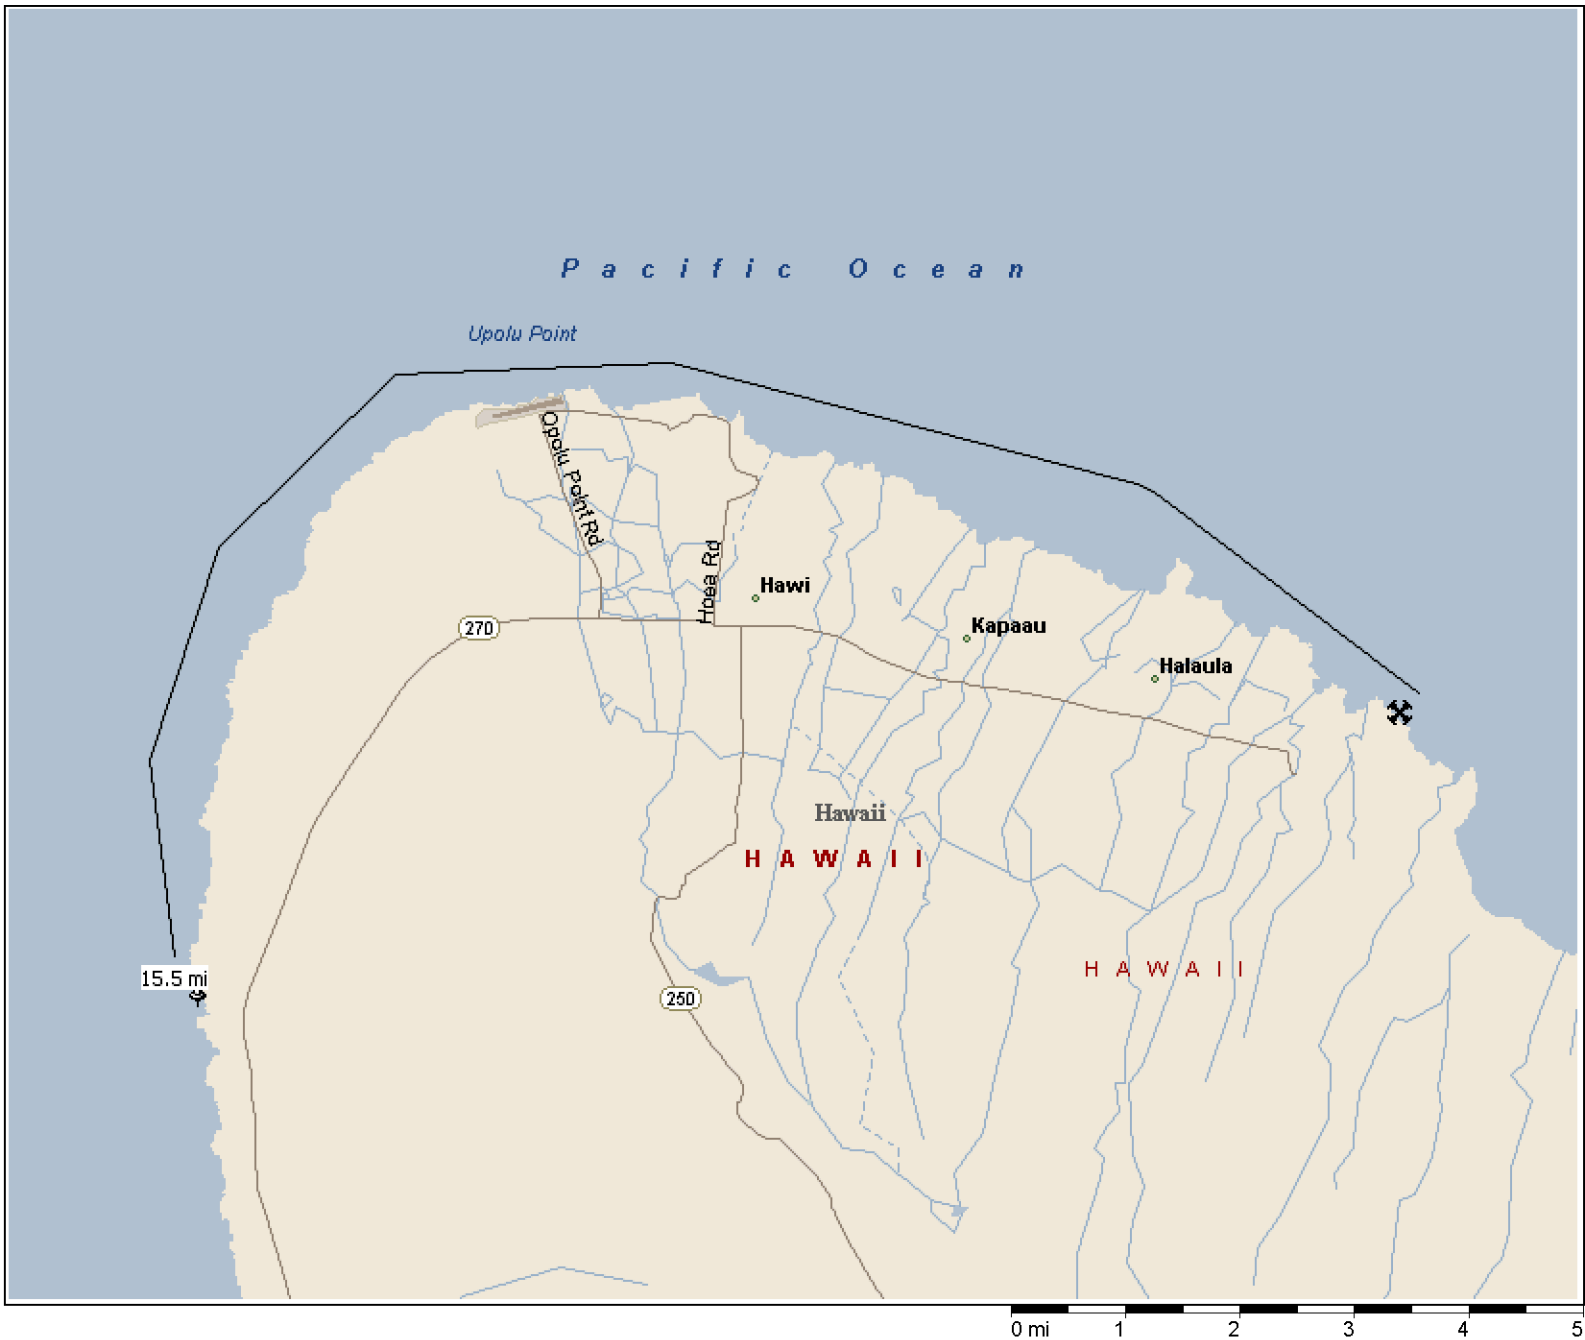 Pacific Ocean
Upolu Point
Opolu Point Rd
Hoea Rd
Hawi
270
Kapaau
Halaula
Hawaii
HAWAII
HAWAII
15.5 mi
250
0 mi 1 2 3 4 5